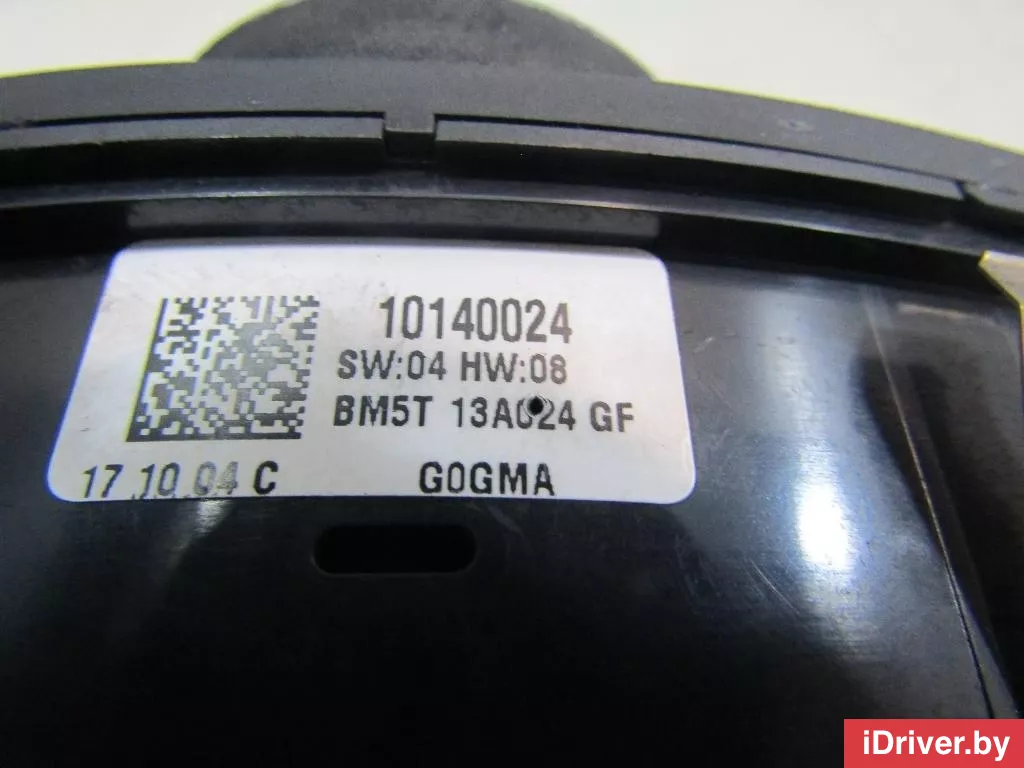 10140024
SW:04 HW:08
BM5T 13A024 GF
17 10 04 C G0GMA
iDriver.by